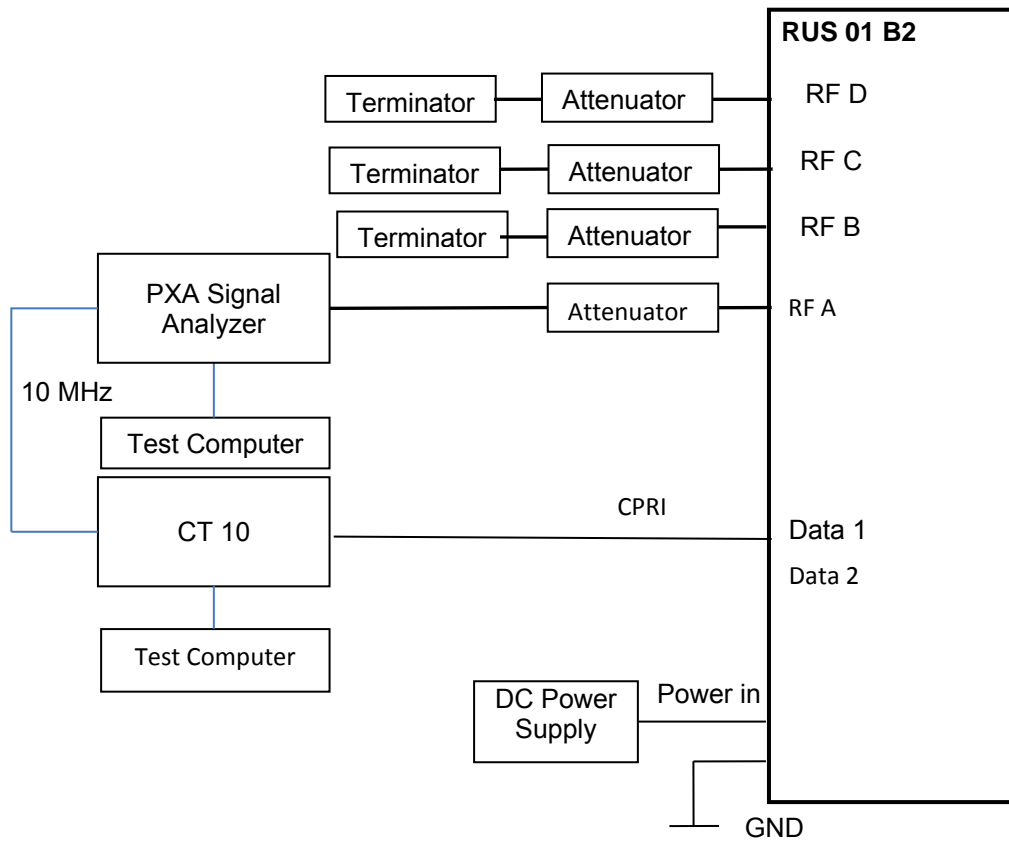 RUS 01 B2
Terminator
Attenuator
RF D
Terminator
Attenuator
RF C
Terminator
Attenuator
RF B
PXA Signal
Analyzer
Attenuator
RF A
10 MHz
Test Computer
CT 10
CPRI
Data 1
Data 2
Test Computer
DC Power
Supply
Power in
GND